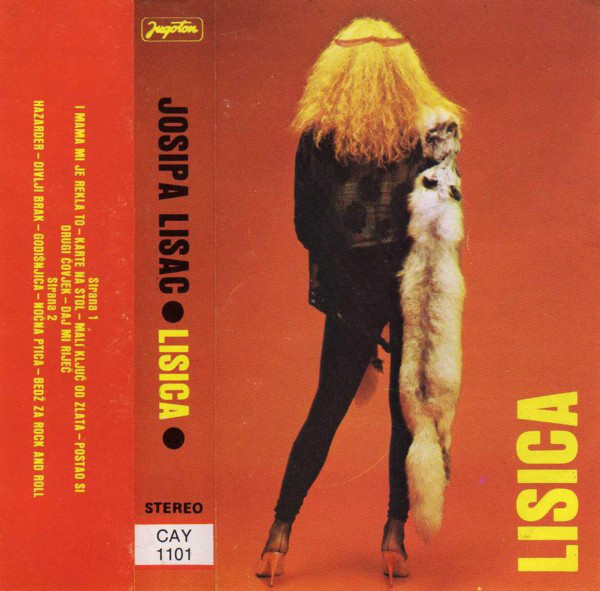 Strana 1
I MAMA MI JE REKLA TO – KARTE NA STOL – MALI KLJUČ OD ZLATA – POSTAO SI
DRUGI ČOVJEK – DAJ MI RIJEČ
Strana 2
HAZARDER – DIVLJI BRAK – GODIŠNJICA – NOĆNA PTICA – BEDŽ ZA ROCK AND ROLL
Jugoton
JOSIPA LISAC ● LISICA ●
STEREO
CAY
1101
LISICA